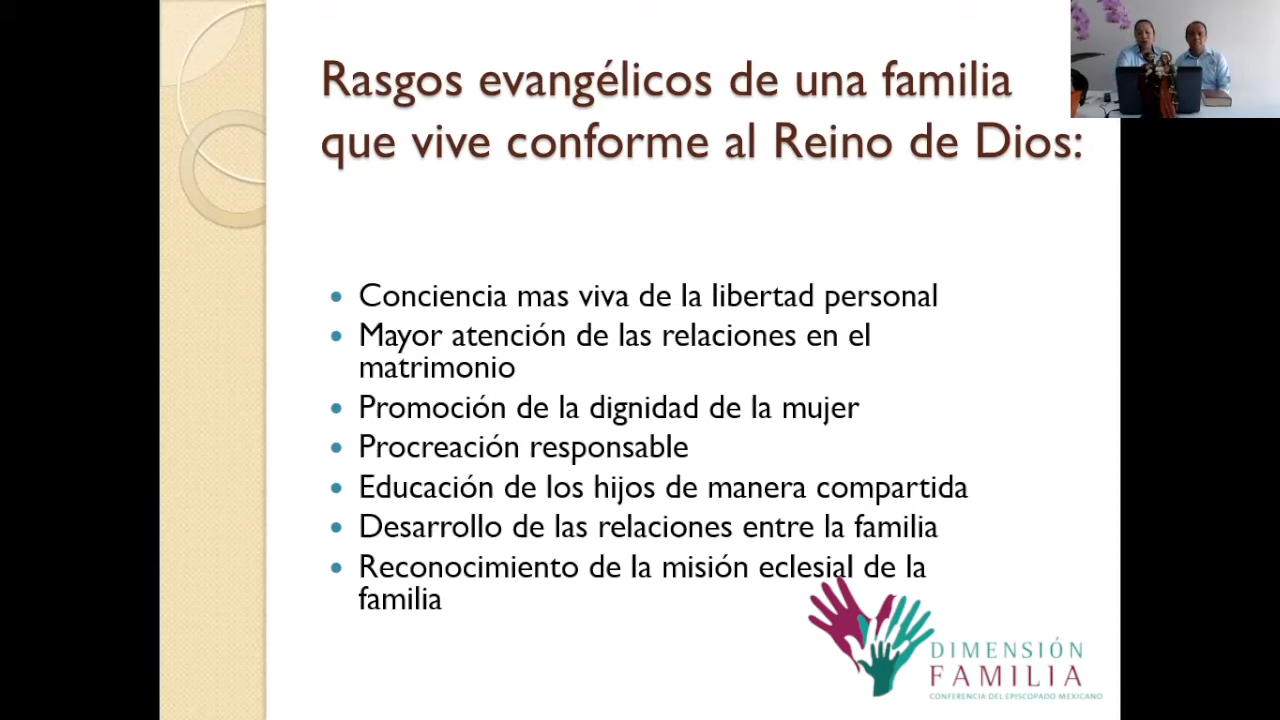 Rasgos evangélicos de una familia
que vive conforme al Reino de Dios:
Conciencia mas viva de la libertad personal
Mayor atención de las relaciones en el
matrimonio
Promoción de la dignidad de la mujer
Procreación responsable
Educación de los hijos de manera compartida
Desarrollo de las relaciones entre la familia
Reconocimiento de la misión eclesial de la
familia
DIMENSIÓN
FAMILIA
CONFERENCIA DEL EPISCOPADO MEXICANO